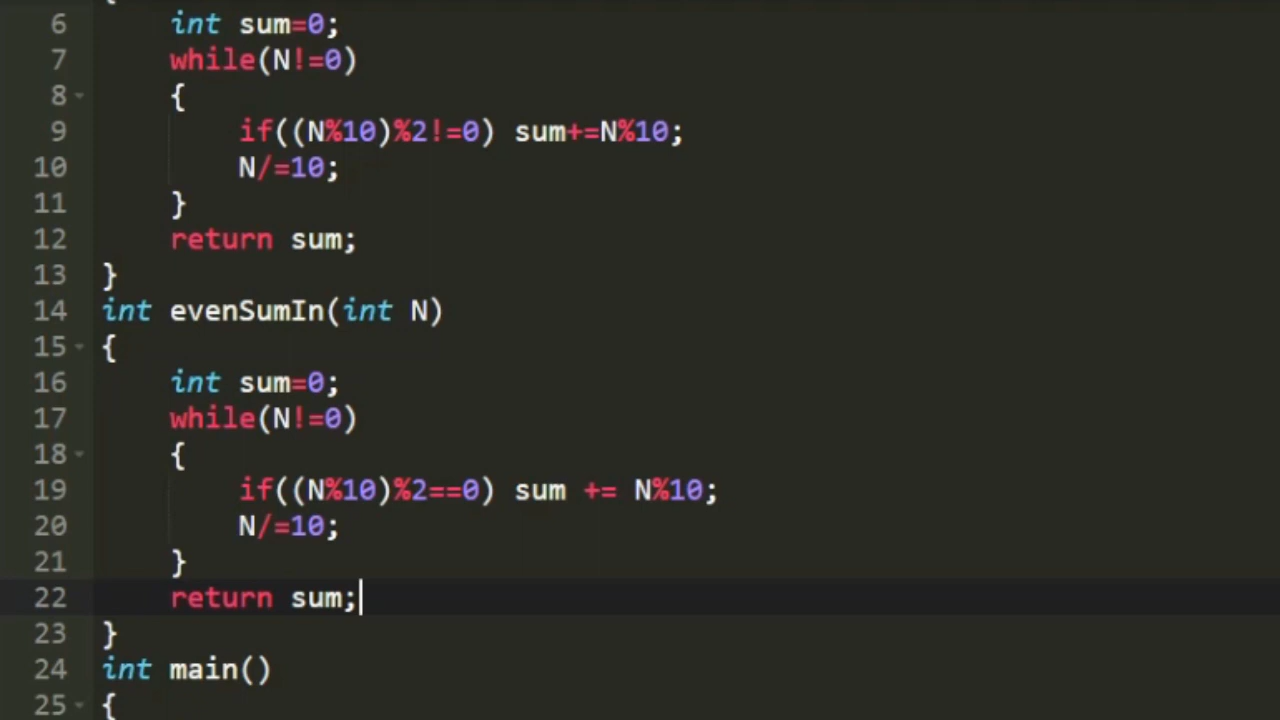 6 int sum=0;
7 while(N!=0)
8 {
9 if((N%10)%2!=0) sum+=N%10;
10 N/=10;
11 }
12 return sum;
13 }
14 int evenSumIn(int N)
15 {
16 int sum=0;
17 while(N!=0)
18 {
19 if((N%10)%2==0) sum += N%10;
20 N/=10;
21 }
22 return sum;
23 }
24 int main()
25 {